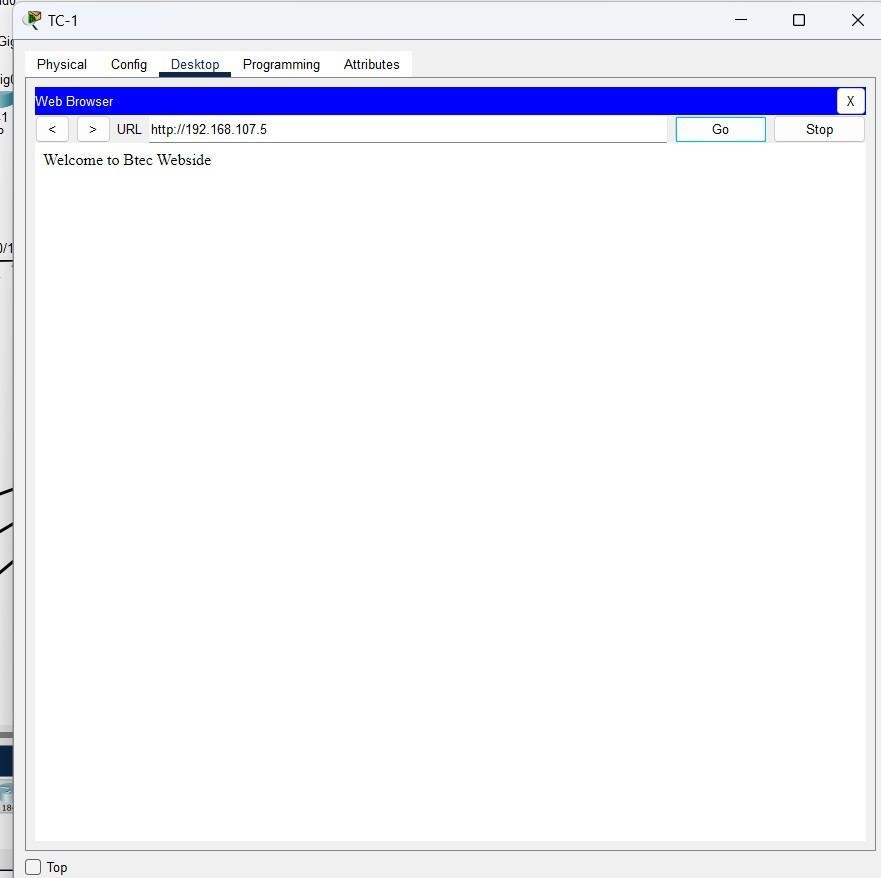 TC-1
Physical Config Desktop Programming Attributes
Web Browser
X
< > URL http://192.168.107.5 Go Stop
Welcome to Btec Webside
Top